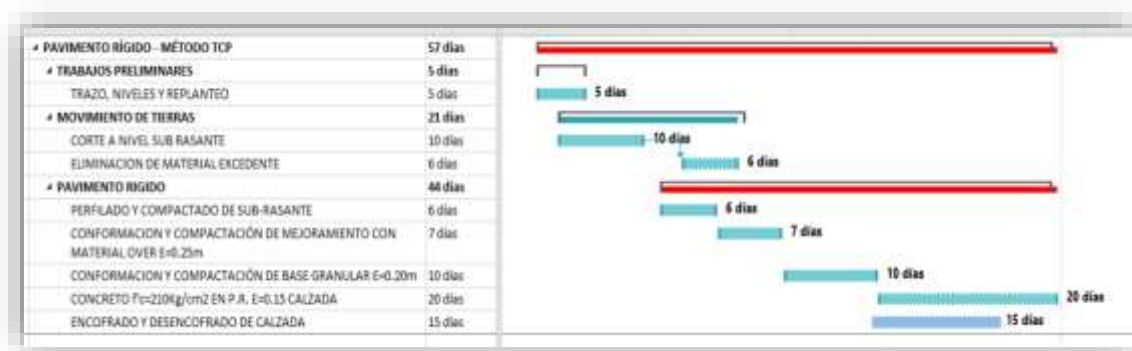 PAVIMENTO RÍGIDO - MÉTODO TCP 57 días
TRABAJOS PRELIMINARES 5 días
TRAZO, NIVELES Y REPLANTEO 5 días 5 días
MOVIMIENTO DE TIERRAS 21 días
CORTE A NIVEL SUB RASANTE 10 días 10 días
ELIMINACION DE MATERIAL EXCEDENTE 6 días 6 días
PAVIMENTO RIGIDO 44 días
PERFILADO Y COMPACTADO DE SUB-RASANTE 6 días 6 días
CONFORMACION Y COMPACTACIÓN DE MEJORAMIENTO CON 7 días 7 días
MATERIAL OVER E=0.25m
CONFORMACION Y COMPACTACIÓN DE BASE GRANULAR E=0.20m 10 días 10 días
CONCRETO f'c=210Kg/cm2 EN P.R. E=0.15 CALZADA 20 días 20 días
ENCOFRADO Y DESENCOFRADO DE CALZADA 15 días 15 días